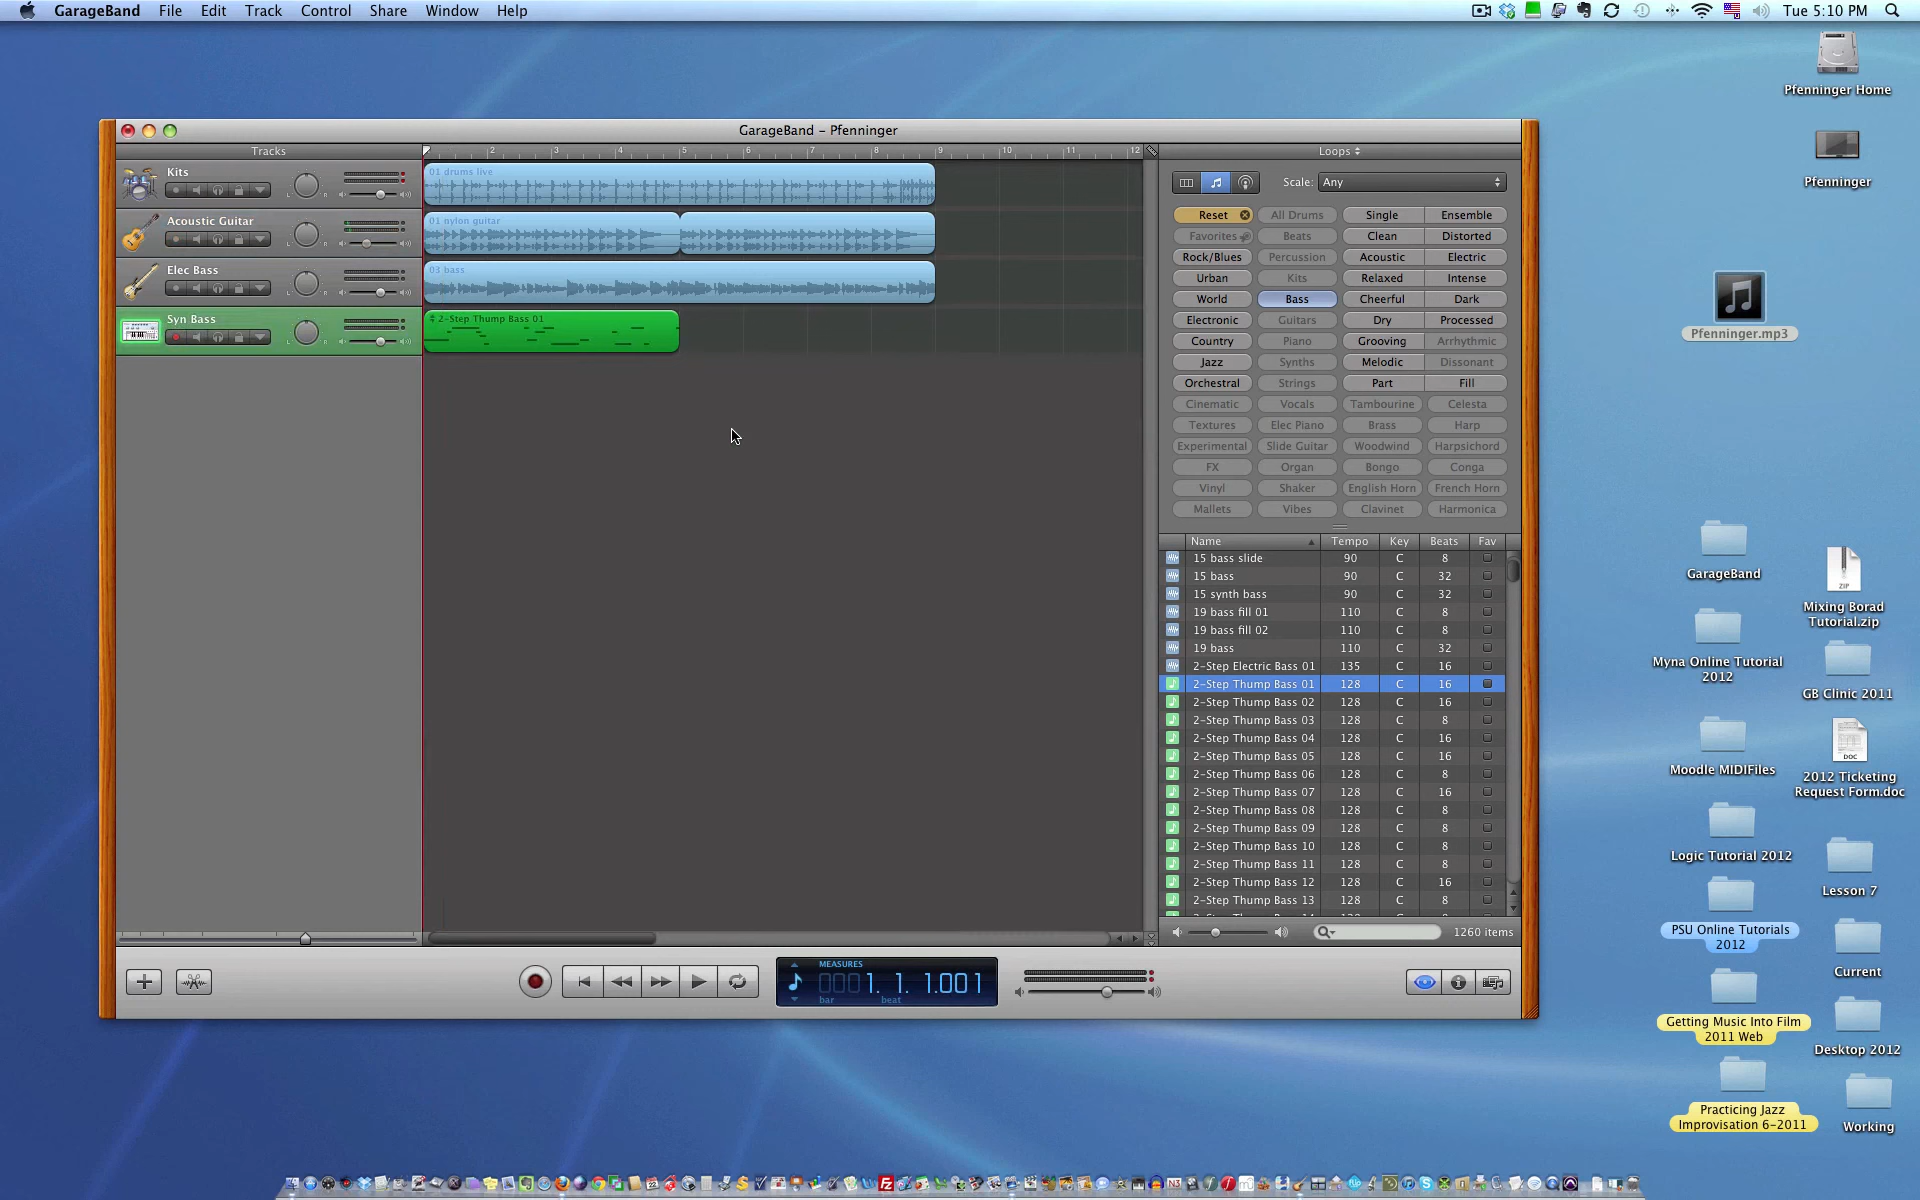 GarageBand File Edit Track Control Share Window Help
Tue 5:10 PM
GarageBand – Pfenninger
Tracks
2 3 4 5 6 7 8 9 10 11 12
Loops
Kits
01 drums live
Acoustic Guitar
01 nylon guitar
Elec Bass
03 bass
Syn Bass
2-Step Thump Bass 01
Scale: Any
Reset All Drums Single Ensemble
Favorites Beats Clean Distorted
Rock/Blues Percussion Acoustic Electric
Urban Kits Relaxed Intense
World Bass Cheerful Dark
Electronic Guitars Dry Processed
Country Piano Grooving Arrhythmic
Jazz Synths Melodic Dissonant
Orchestral Strings Part Fill
Cinematic Vocals Tambourine Celesta
Textures Elec Piano Brass Harp
Experimental Slide Guitar Woodwind Harpsichord
FX Organ Bongo Conga
Vinyl Shaker English Horn French Horn
Mallets Vibes Clavinet Harmonica
Name Tempo Key Beats Fav
15 bass slide 90 C 8
15 bass 90 C 32
15 synth bass 90 C 32
19 bass fill 01 110 C 8
19 bass fill 02 110 C 8
19 bass 110 C 32
2-Step Electric Bass 01 135 C 16
2-Step Thump Bass 01 128 C 16
2-Step Thump Bass 02 128 C 16
2-Step Thump Bass 03 128 C 8
2-Step Thump Bass 04 128 C 16
2-Step Thump Bass 05 128 C 16
2-Step Thump Bass 06 128 C 8
2-Step Thump Bass 07 128 C 16
2-Step Thump Bass 08 128 C 8
2-Step Thump Bass 09 128 C 8
2-Step Thump Bass 10 128 C 8
2-Step Thump Bass 11 128 C 8
2-Step Thump Bass 12 128 C 16
2-Step Thump Bass 13 128 C 8
1260 items
MEASURES
0001. 1. 1.001
bar beat
Pfenninger Home
Pfenninger
Pfenninger.mp3
GarageBand
ZIP
Mixing Borad
Tutorial.zip
Myna Online Tutorial
2012
GB Clinic 2011
Moodle MIDIFiles
DOC
2012 Ticketing
Request Form.doc
Logic Tutorial 2012
Lesson 7
PSU Online Tutorials
2012
Current
Getting Music Into Film
2011 Web
Desktop 2012
Practicing Jazz
Improvisation 6-2011
Working